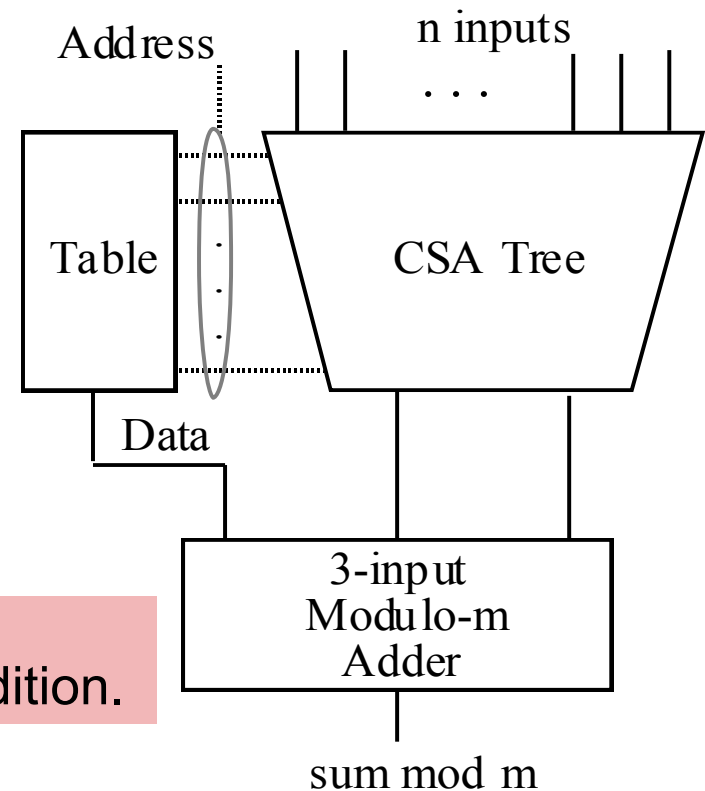 Address
n inputs
. . .
Table
CSA Tree
Data
3-input
Modulo-m
Adder
dition.
sum mod m